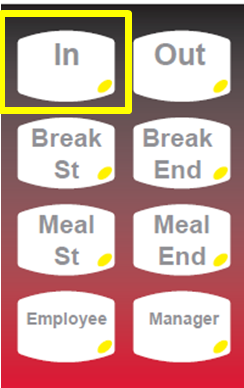 In Out
Break Break
St End
Meal Meal
St End
Employee Manager